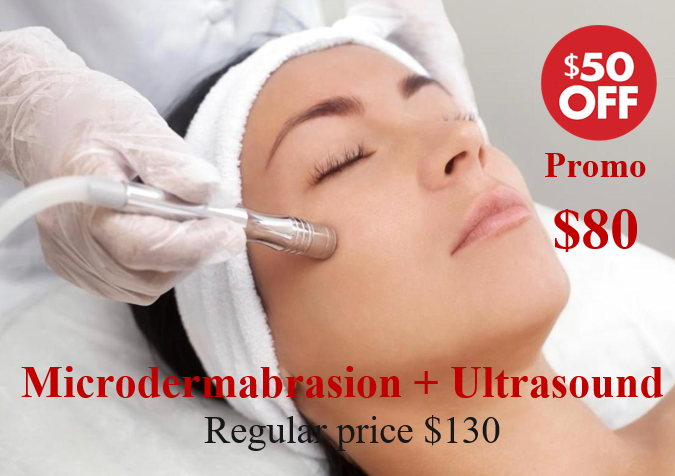 $50
OFF
Promo
$80
Microdermabrasion + Ultrasound
Regular price $130